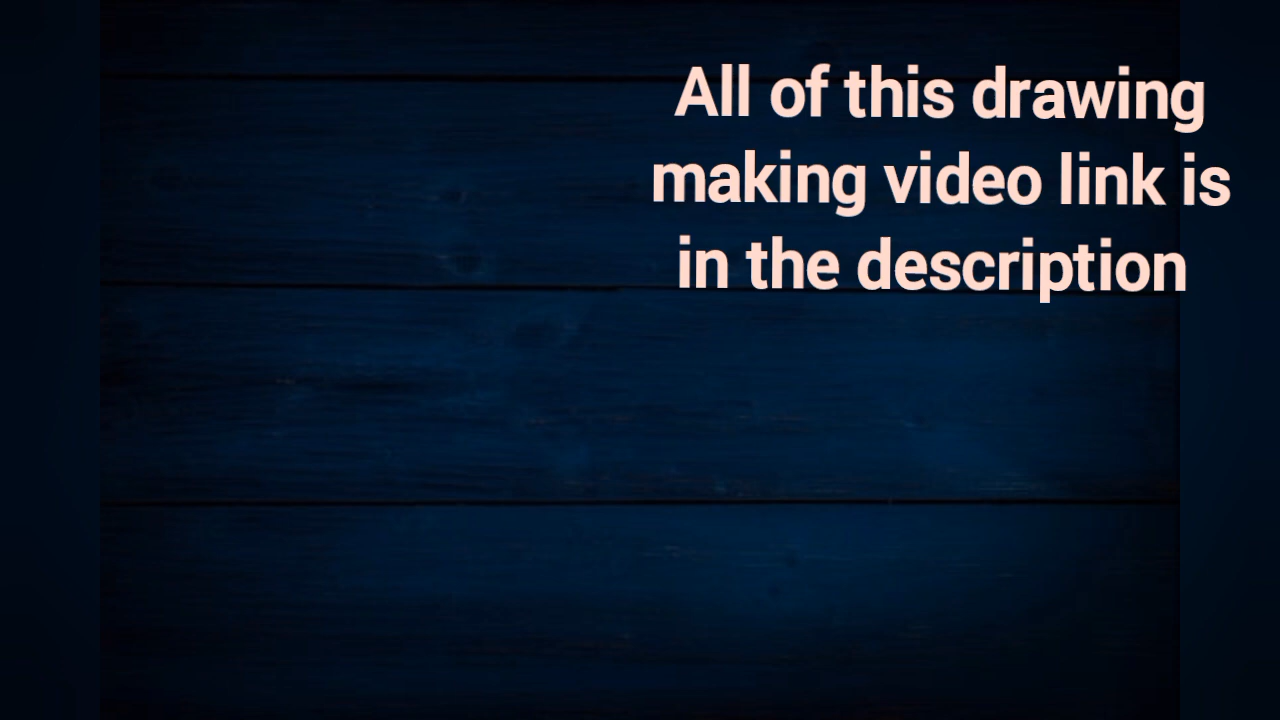 All of this drawing
making video link is
in the description